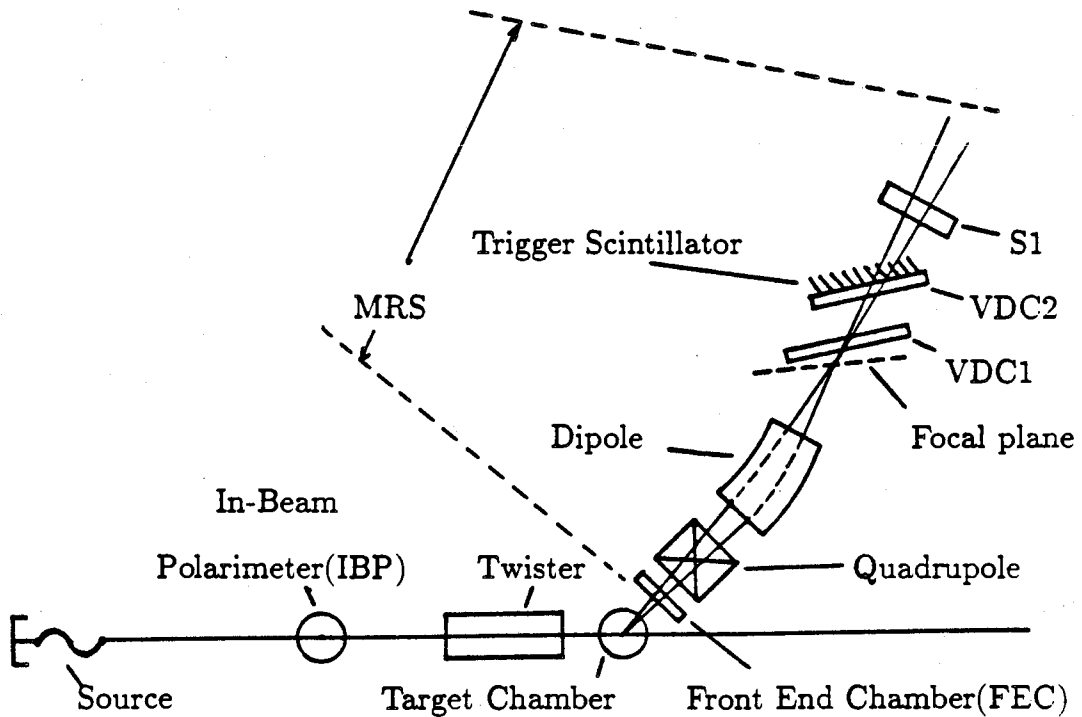 S1
Trigger Scintillator
MRS
VDC2
VDC1
Dipole
Focal plane
In-Beam
Polarimeter(IBP)
Twister
Quadrupole
Source
Target Chamber
Front End Chamber(FEC)